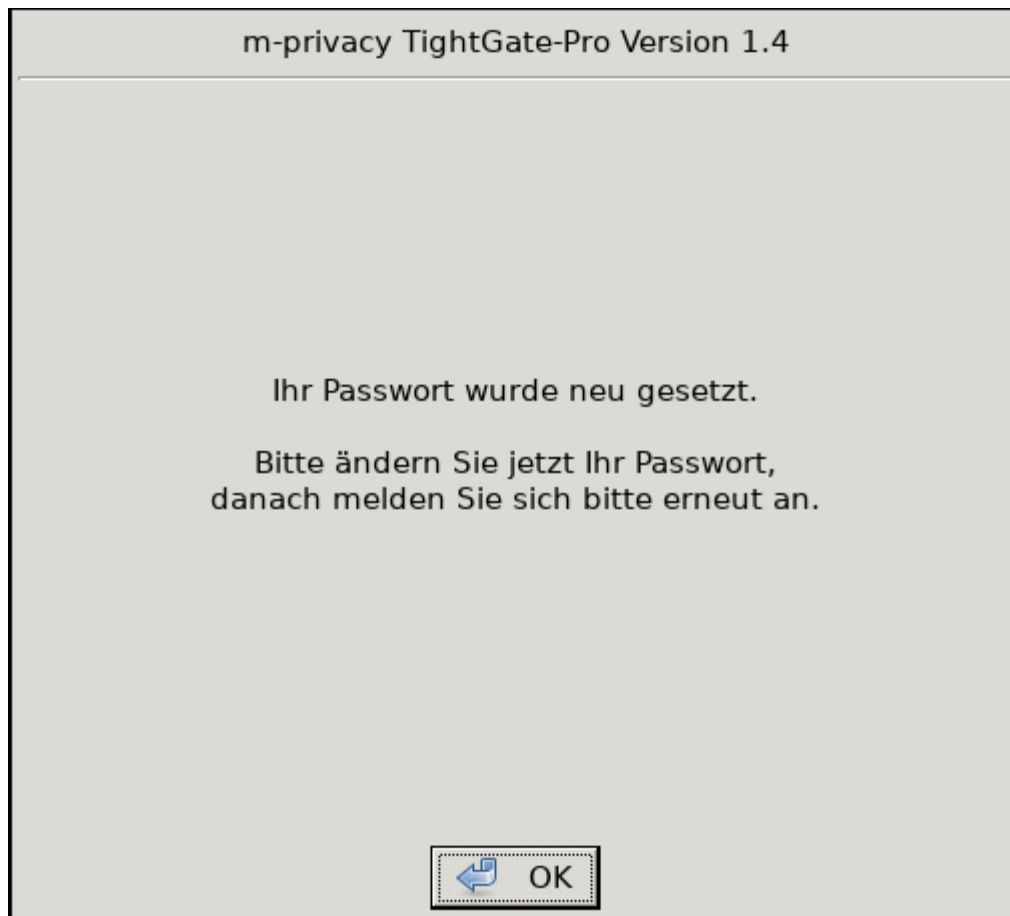 m-privacy TightGate-Pro Version 1.4
Ihr Passwort wurde neu gesetzt.
Bitte ändern Sie jetzt Ihr Passwort,
danach melden Sie sich bitte erneut an.
OK